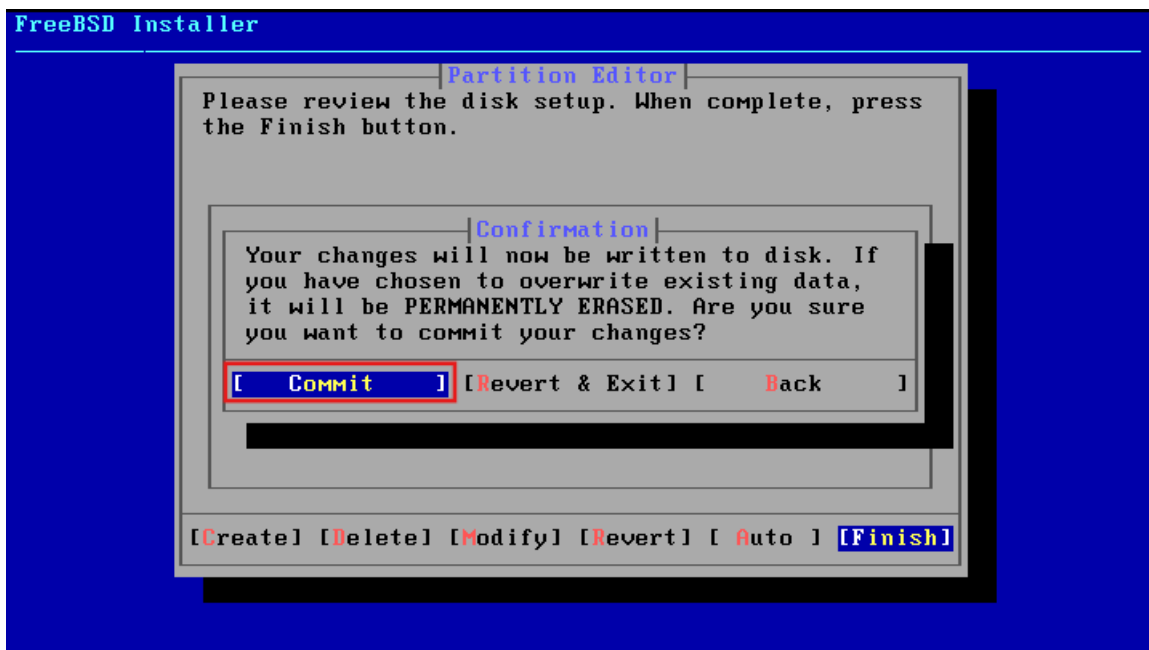 FreeBSD Installer
Partition Editor
Please review the disk setup. When complete, press
the Finish button.
Confirmation
Your changes will now be written to disk. If
you have chosen to overwrite existing data,
it will be PERMANENTLY ERASED. Are you sure
you want to commit your changes?
[ Commit ] [Revert & Exit] [ Back ]
[Create] [Delete] [Modify] [Revert] [ Auto ] [Finish]